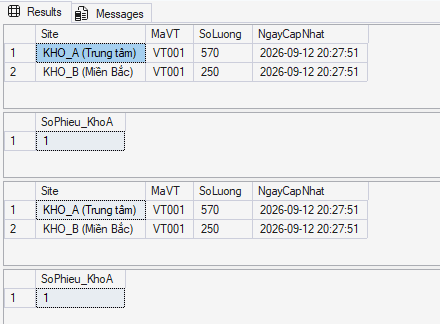 Results Messages
Site MaVT SoLuong NgayCapNhat
1 KHO_A (Trung tâm) VT001 570 2026-09-12 20:27:51
2 KHO_B (Miền Bắc) VT001 250 2026-09-12 20:27:51
SoPhieu_KhoA
1 1
Site MaVT SoLuong NgayCapNhat
1 KHO_A (Trung tâm) VT001 570 2026-09-12 20:27:51
2 KHO_B (Miền Bắc) VT001 250 2026-09-12 20:27:51
SoPhieu_KhoA
1 1